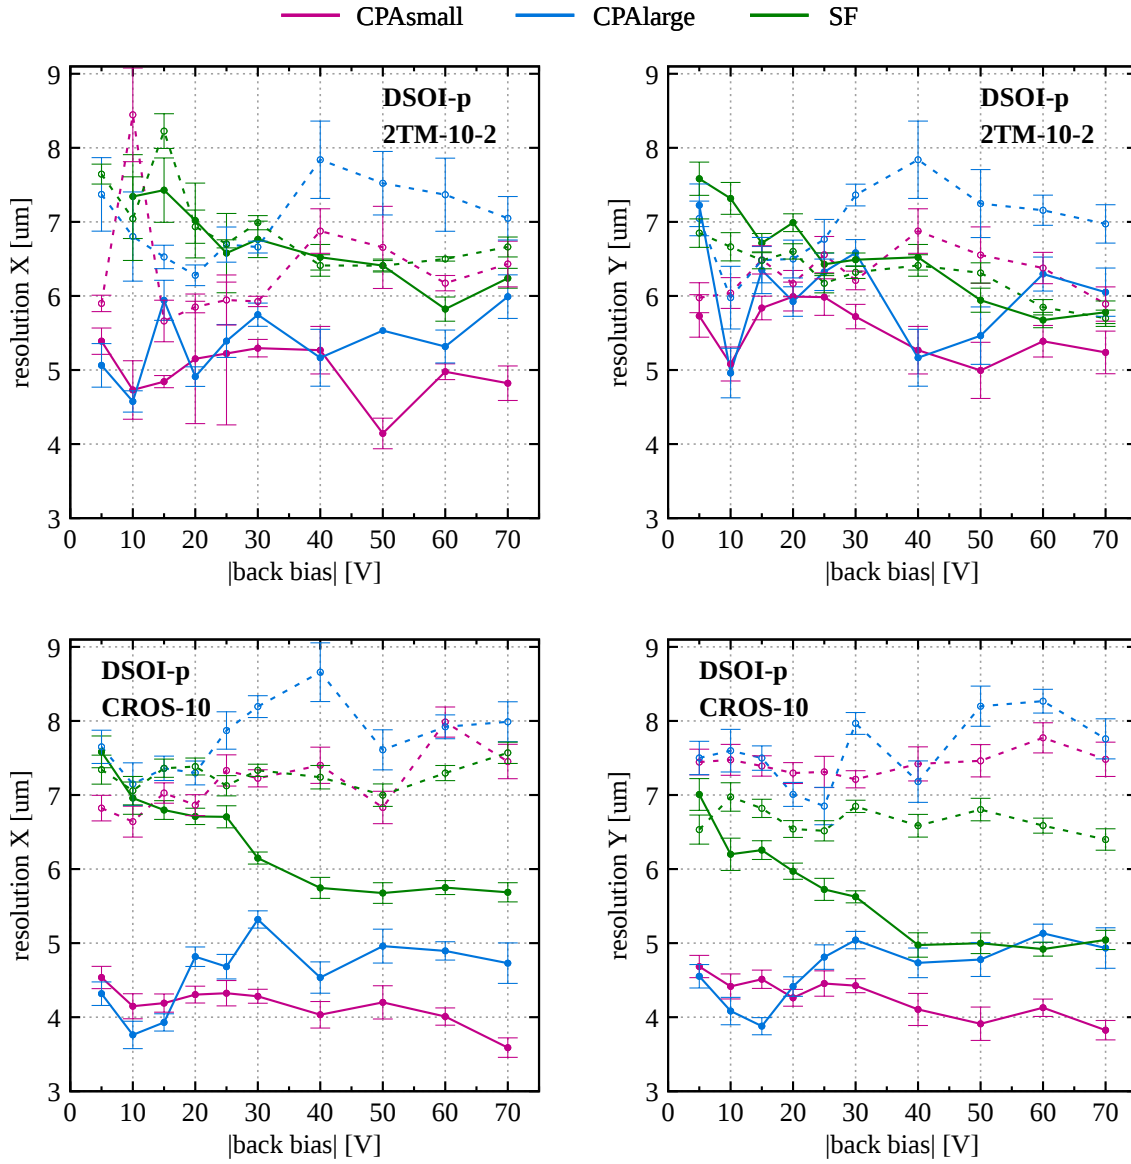 CPAsmall CPAlarge SF
DSOI-p
2TM-10-2
9
8
7
6
5
4
3
0 10 20 30 40 50 60 70
resolution X [um]
|back bias| [V]
DSOI-p
2TM-10-2
9
8
7
6
5
4
3
0 10 20 30 40 50 60 70
resolution Y [um]
|back bias| [V]
DSOI-p
CROS-10
9
8
7
6
5
4
3
0 10 20 30 40 50 60 70
resolution X [um]
|back bias| [V]
DSOI-p
CROS-10
9
8
7
6
5
4
3
0 10 20 30 40 50 60 70
resolution Y [um]
|back bias| [V]